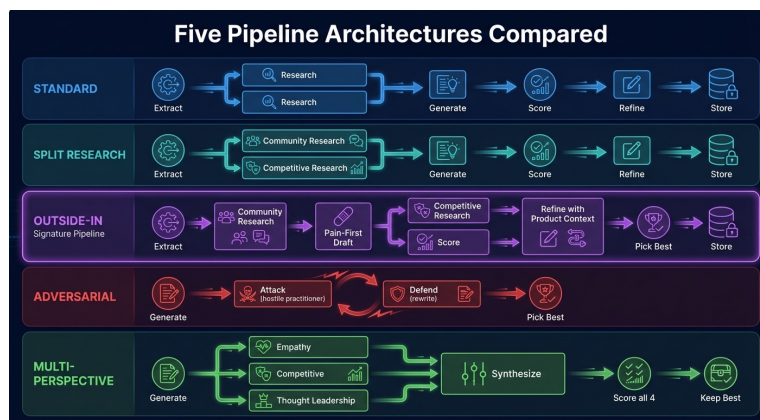 Five Pipeline Architectures Compared
STANDARD
Extract
Research
Research
Generate
Score
Refine
Store
SPLIT RESEARCH
Extract
Community Research
Competitive Research
Generate
Score
Refine
Store
OUTSIDE-IN
Signature Pipeline
Extract
Community
Research
Pain-First
Draft
Competitive
Research
Score
Refine with
Product Context
Pick Best
Store
ADVERSARIAL
Generate
Attack
(hostile practitioner)
Defend
(rewrite)
Pick Best
MULTI-
PERSPECTIVE
Generate
Empathy
Competitive
Thought Leadership
Synthesize
Score all 4
Keep Best